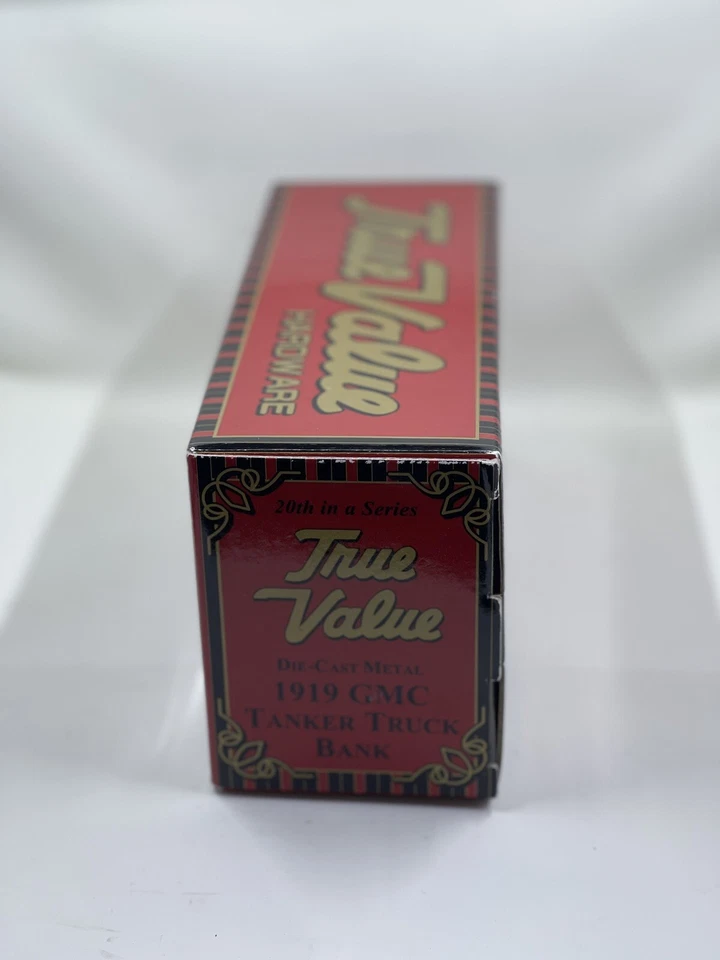 True Value
HARDWARE
20th in a Series
True
Value
DIE-CAST METAL
1919 GMC
TANKER TRUCK
BANK